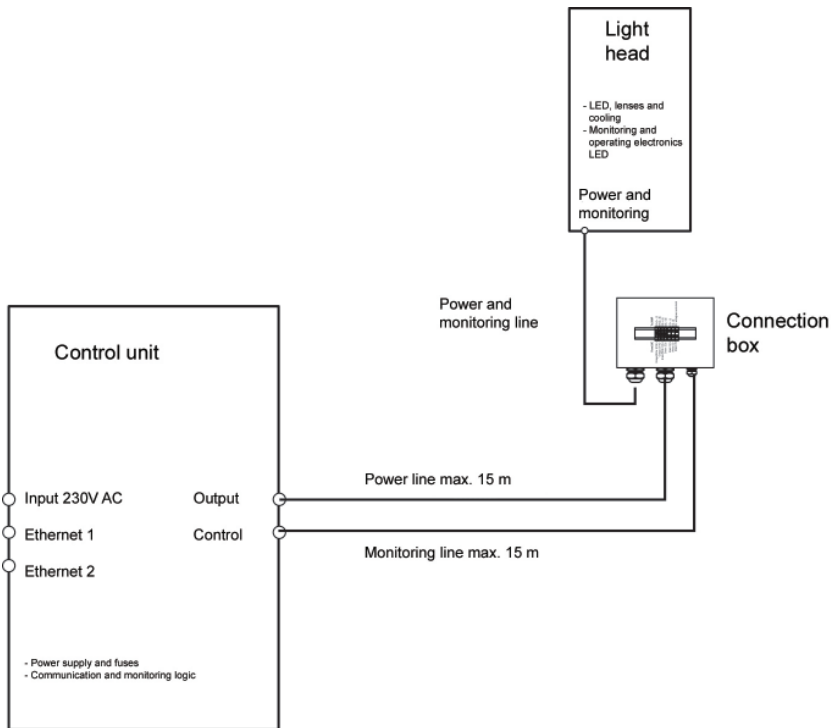 Light
head
- LED, lenses and
cooling
- Monitoring and
operating electronics
LED
Power and
monitoring
Power and
monitoring line
Connection
box
Control unit
Power line max. 15 m
Input 230V AC
Output
Ethernet 1
Control
Monitoring line max. 15 m
Ethernet 2
- Power supply and fuses
- Communication and monitoring logic